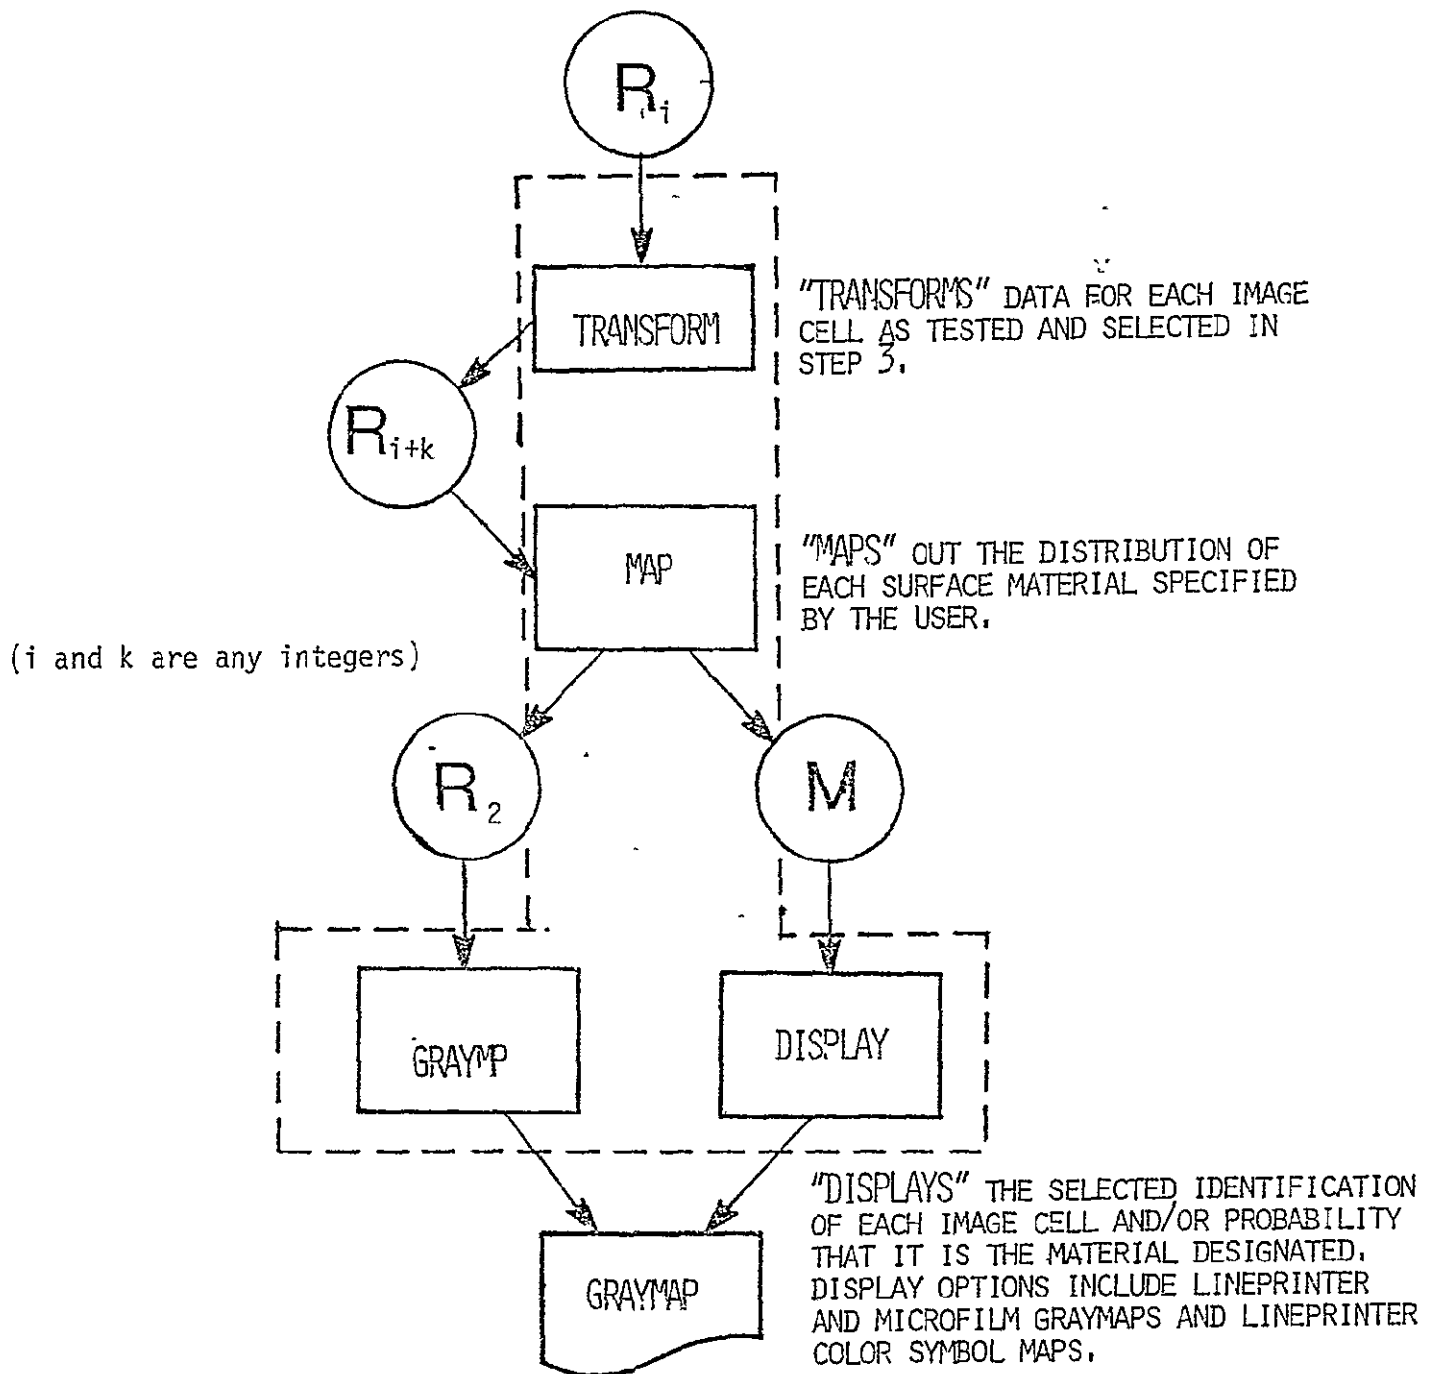 Ri
TRANSFORM
"TRANSFORMS" DATA FOR EACH IMAGE
CELL AS TESTED AND SELECTED IN
STEP 3.
Ri+k
MAP
"MAPS" OUT THE DISTRIBUTION OF
EACH SURFACE MATERIAL SPECIFIED
BY THE USER.
(i and k are any integers)
R2
M
GRAYMP
DISPLAY
GRAYMAP
"DISPLAYS" THE SELECTED IDENTIFICATION
OF EACH IMAGE CELL AND/OR PROBABILITY
THAT IT IS THE MATERIAL DESIGNATED.
DISPLAY OPTIONS INCLUDE LINEPRINTER
AND MICROFILM GRAYMAPS AND LINEPRINTER
COLOR SYMBOL MAPS.